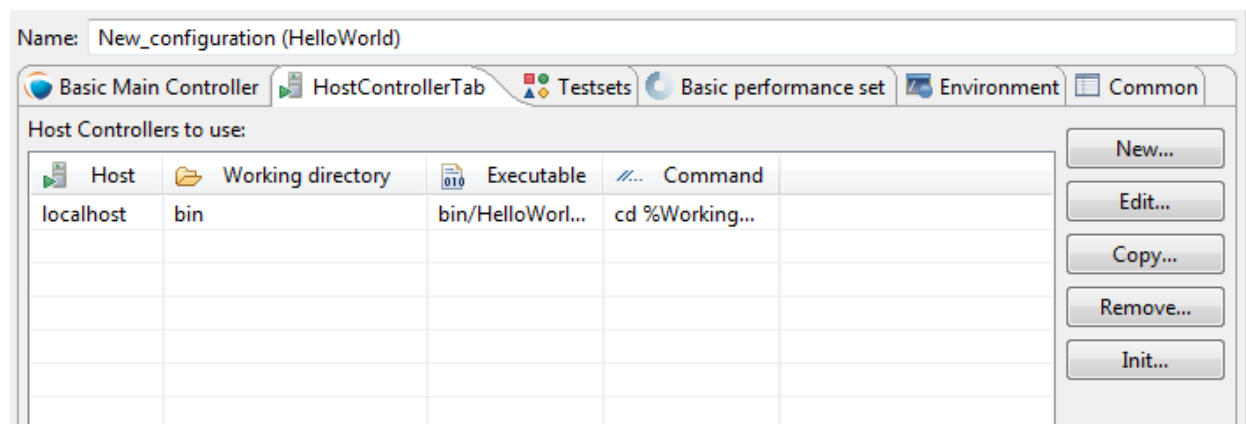 Name: New_configuration (HelloWorld)
Basic Main Controller HostControllerTab Testsets Basic performance set Environment Common
Host Controllers to use:
New...
Host Working directory 010 Executable //... Command
localhost bin bin/HelloWorl... cd %Working...
Edit...
Copy...
Remove...
Init...